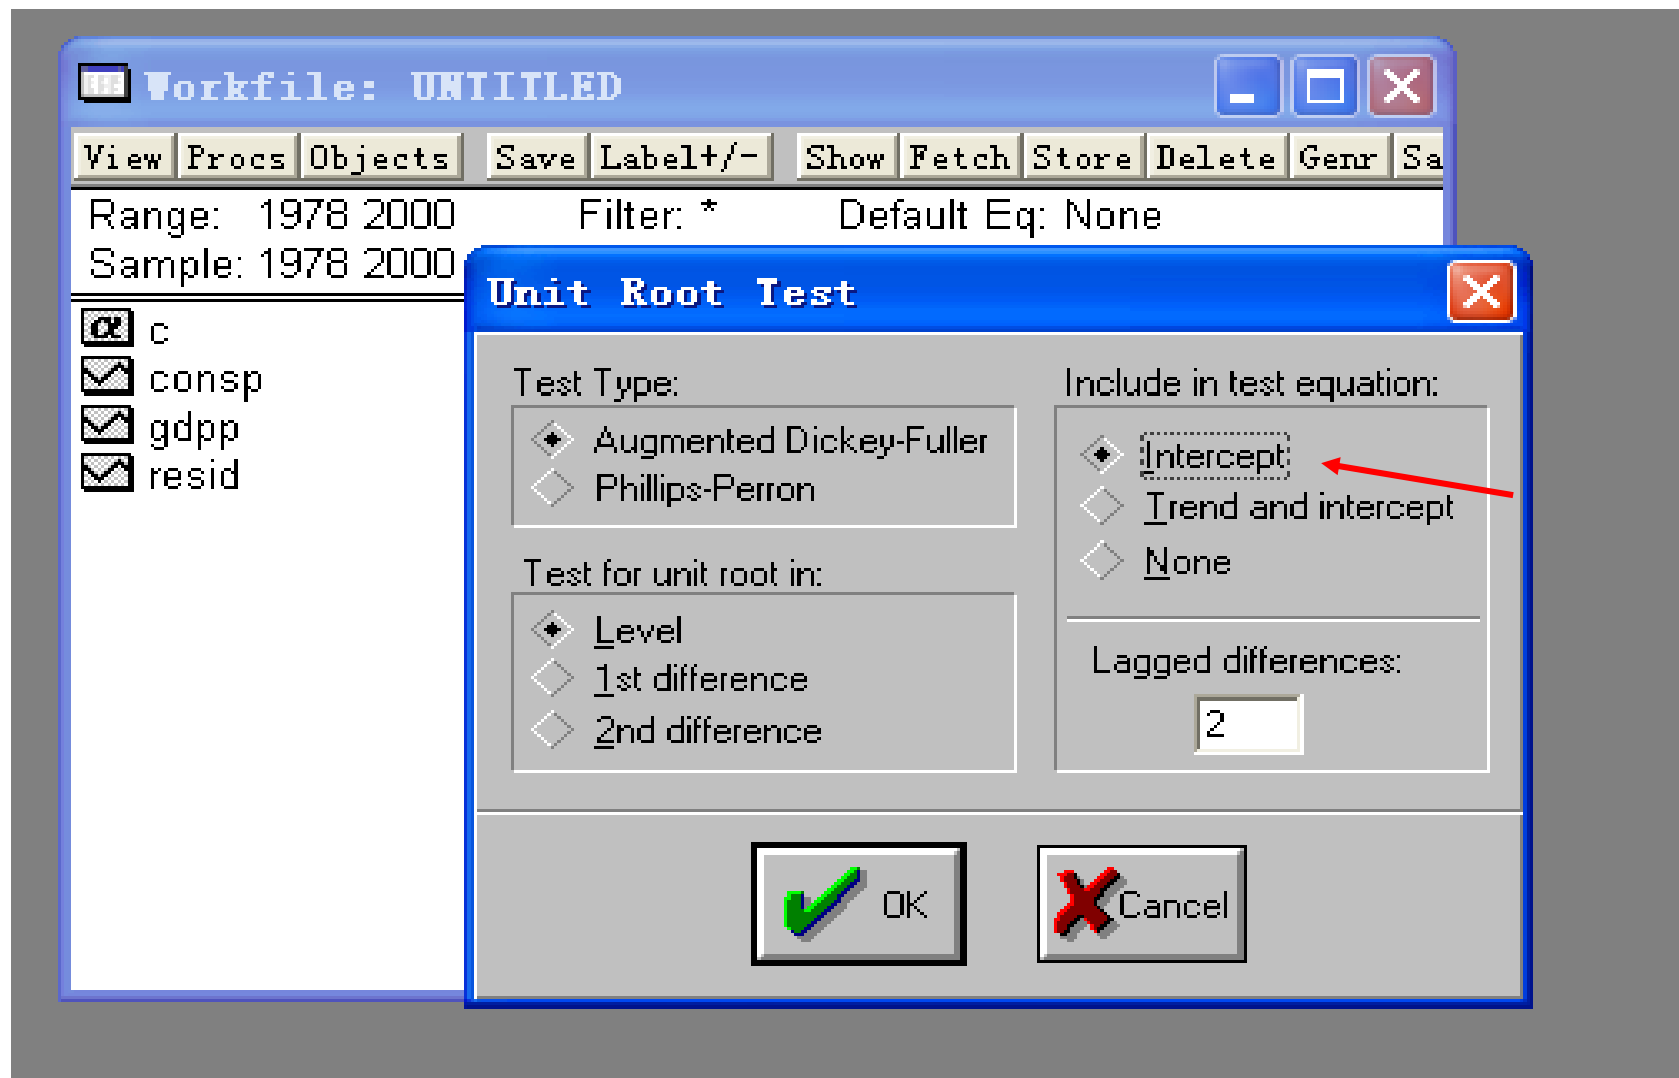 Workfile: UNTITLED
View Procs Objects Save Label+/- Show Fetch Store Delete Genr Sa
Range: 1978 2000 Filter: * Default Eq: None
Sample: 1978 2000
c
consp
gdpp
resid
Unit Root Test
Test Type:
Augmented Dickey-Fuller
Phillips-Perron
Test for unit root in:
Level
1st difference
2nd difference
Include in test equation:
Intercept
Trend and intercept
None
Lagged differences:
2
OK
Cancel